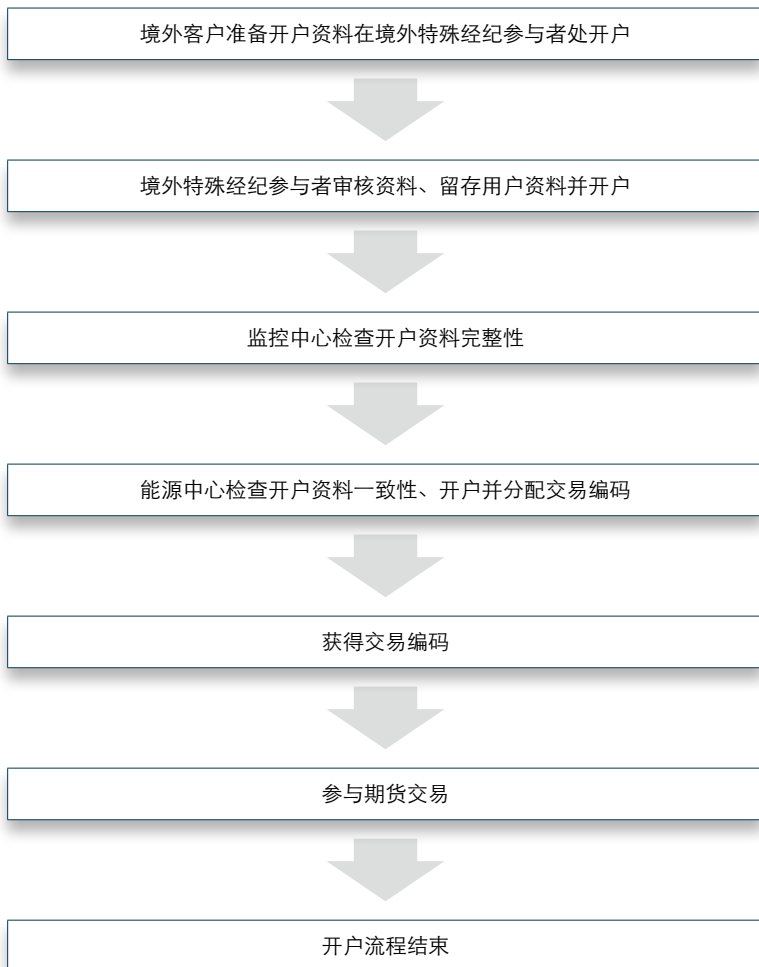 境外客户准备开户资料在境外特殊经纪参与者处开户
境外特殊经纪参与者审核资料、留存用户资料并开户
监控中心检查开户资料完整性
能源中心检查开户资料一致性、开户并分配交易编码
获得交易编码
参与期货交易
开户流程结束